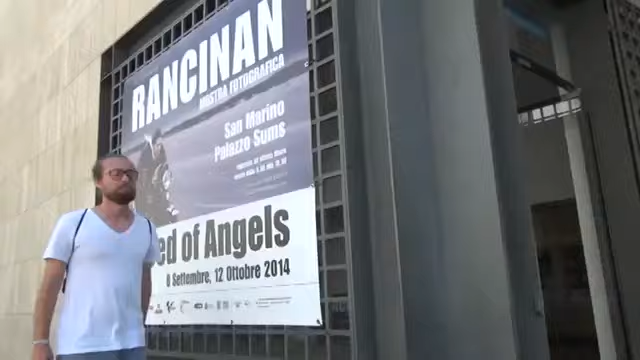 RANCINAN
MOSTRA FOTOGRAFICA
San Marino
Palazzo Sums
ed of Angels
8 Settembre, 12 Ottobre 2014